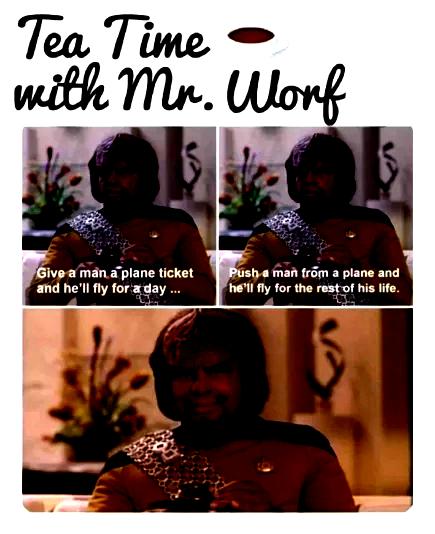 Tea Time
with Mr. Worf
Give a man a plane ticket
and he'll fly for a day ...
Push a man from a plane and
he'll fly for the rest of his life.